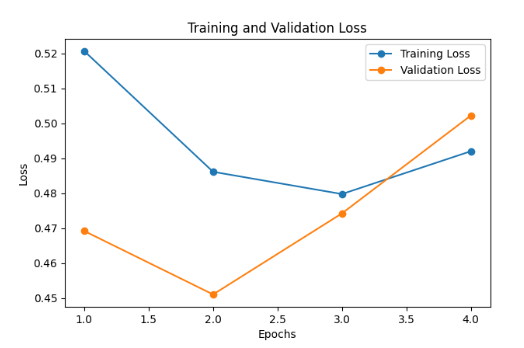 Training and Validation Loss
Training Loss
Validation Loss
0.52
0.51
0.50
0.49
0.48
0.47
0.46
0.45
Loss
1.0 1.5 2.0 2.5 3.0 3.5 4.0
Epochs